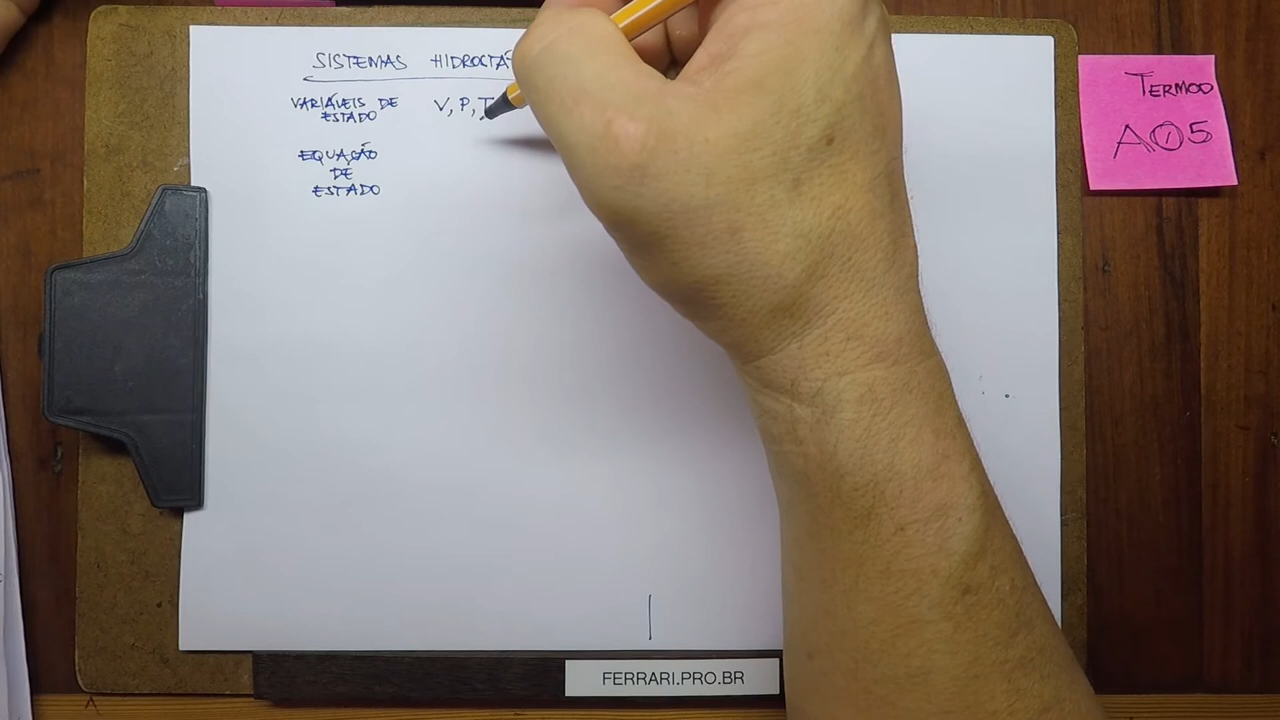 SISTEMAS HIDROSTÁ
VARIÁVEIS DE
ESTADO
V, P, T
EQUAÇÃO
DE
ESTADO
TERMOD
A05
FERRARI.PRO.BR